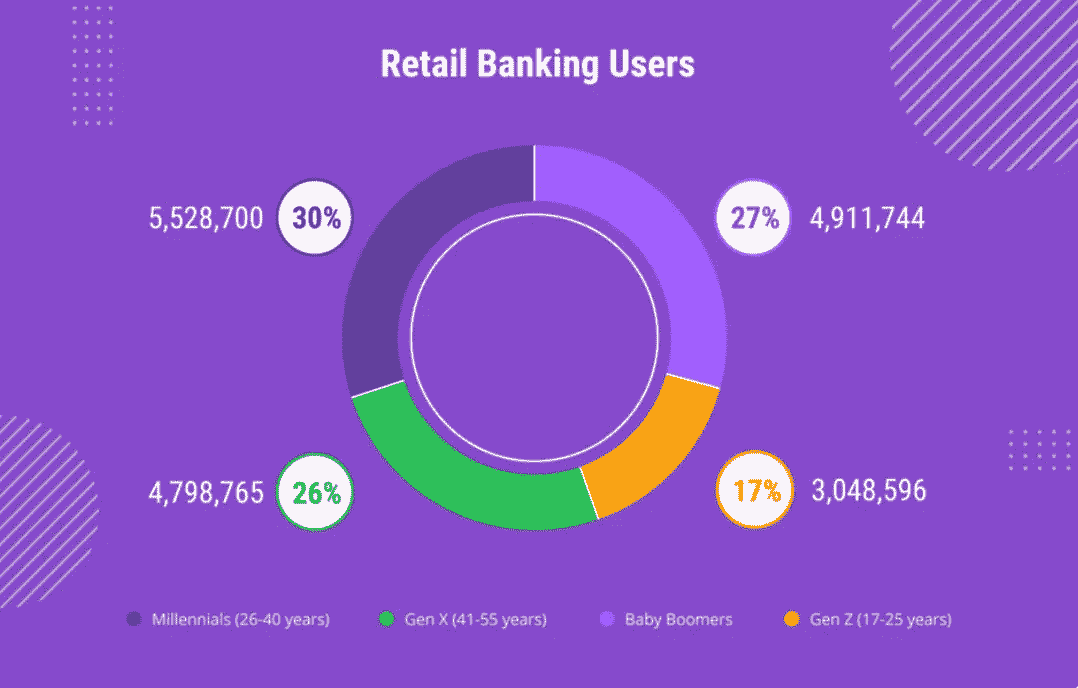 Retail Banking Users
5,528,700 30% 27% 4,911,744
4,798,765 26% 17% 3,048,596
Millennials (26-40 years) Gen X (41-55 years) Baby Boomers Gen Z (17-25 years)